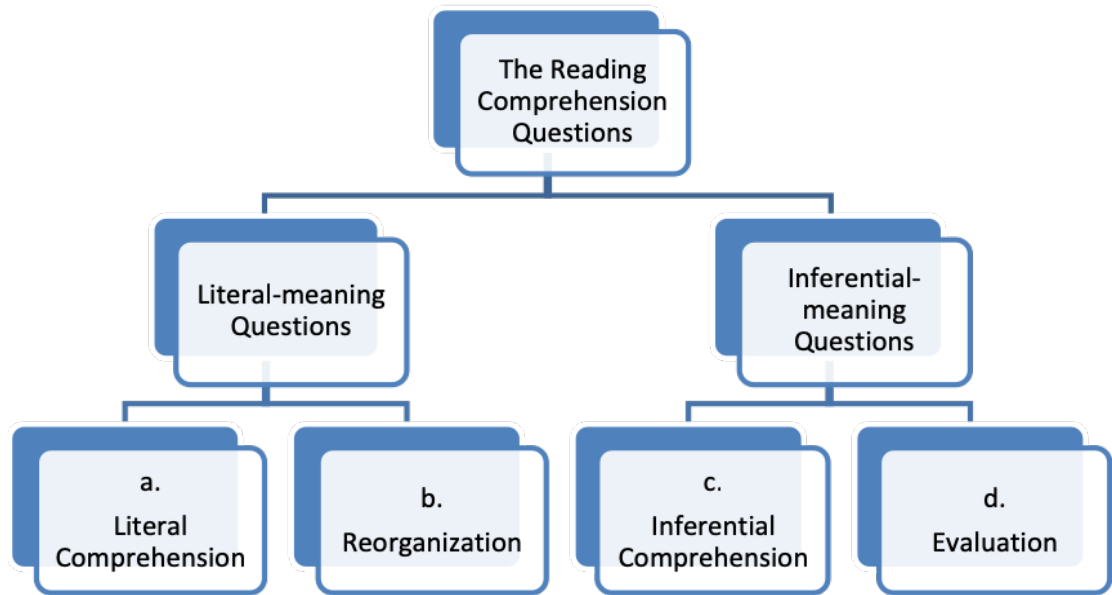 The Reading
Comprehension
Questions
Literal-meaning
Questions
Inferential-
meaning
Questions
a.
Literal
Comprehension
b.
Reorganization
c.
Inferential
Comprehension
d.
Evaluation